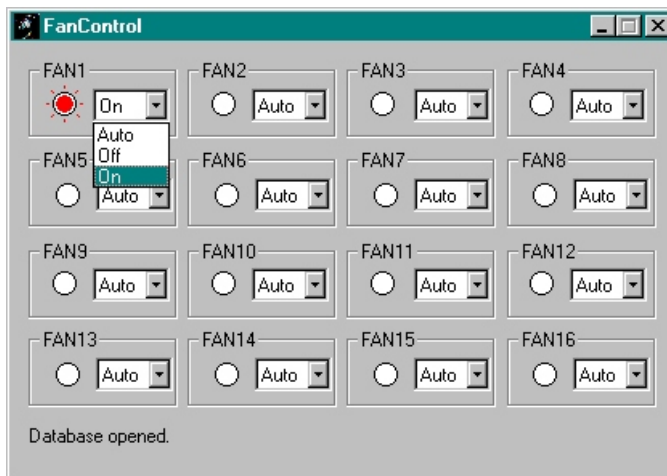 FanControl
FAN1 FAN2 FAN3 FAN4
On Auto Auto Auto
Auto
Off
On
FAN5 FAN6 FAN7 FAN8
Auto Auto Auto Auto
FAN9 FAN10 FAN11 FAN12
Auto Auto Auto Auto
FAN13 FAN14 FAN15 FAN16
Auto Auto Auto Auto
Database opened.